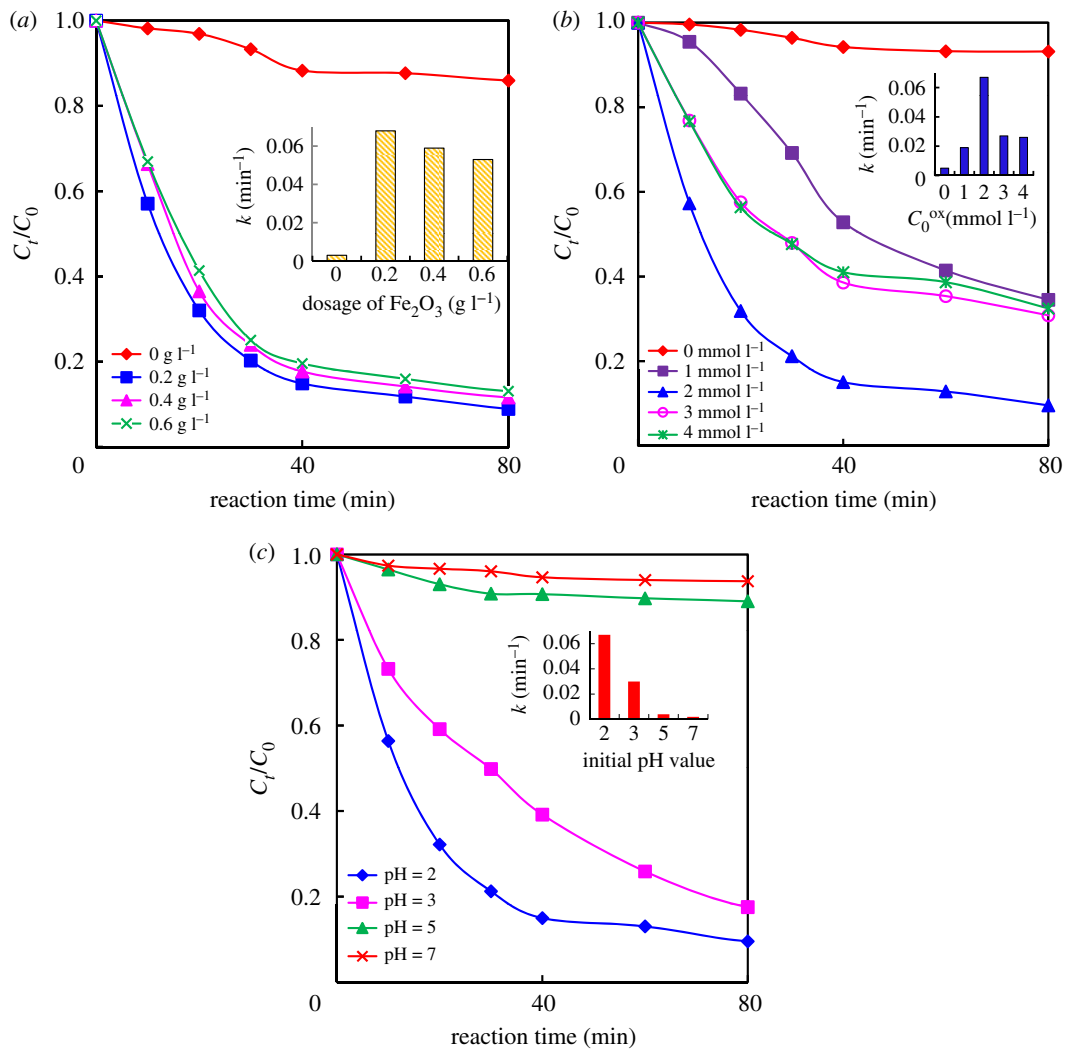 (a)
1.0
0.8
0.6
0.4
0.2
0
40
80
C_t/C_0
reaction time (min)
0 g l⁻¹
0.2 g l⁻¹
0.4 g l⁻¹
0.6 g l⁻¹
k (min⁻¹)
0.06
0.04
0.02
0
0 0.2 0.4 0.6
dosage of Fe₂O₃ (g l⁻¹)
(b)
1.0
0.8
0.6
0.4
0.2
0
40
80
C_t/C_0
reaction time (min)
0 mmol l⁻¹
1 mmol l⁻¹
2 mmol l⁻¹
3 mmol l⁻¹
4 mmol l⁻¹
k (min⁻¹)
0.06
0.04
0.02
0
0 1 2 3 4
C₀ᵒˣ(mmol l⁻¹)
(c)
1.0
0.8
0.6
0.4
0.2
0
40
80
C_t/C_0
reaction time (min)
pH = 2
pH = 3
pH = 5
pH = 7
k (min⁻¹)
0.06
0.04
0.02
0
2 3 5 7
initial pH value